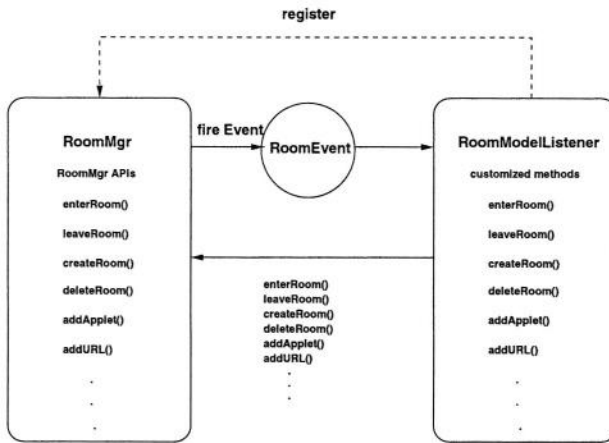 register
RoomMgr
RoomMgr APIs
enterRoom()
leaveRoom()
createRoom()
deleteRoom()
addApplet()
addURL()
.
.
.
fire Event
RoomEvent
enterRoom()
leaveRoom()
createRoom()
deleteRoom()
addApplet()
addURL()
.
.
.
RoomModelListener
customized methods
enterRoom()
leaveRoom()
createRoom()
deleteRoom()
addApplet()
addURL()
.
.
.